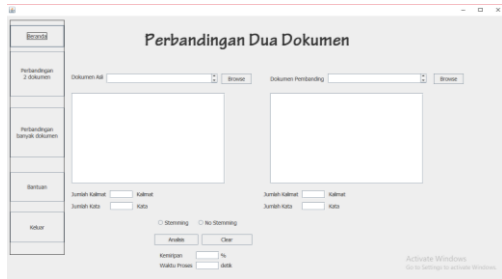 Beranda
Perbandingan Dua Dokumen
Perbandingan
2 dokumen
Dokumen Asli
Browse
Dokumen Pembanding
Browse
Perbandingan
banyak dokumen
Bantuan
Jumlah Kalimat
Kalimat
Jumlah Kalimat
Kalimat
Jumlah Kata
Kata
Jumlah Kata
Kata
Keluar
Stemming
No Stemming
Analisis
Clear
Kemiripan
%
Waktu Proses
detik
Activate Windows
Go to Settings to activate Windows.